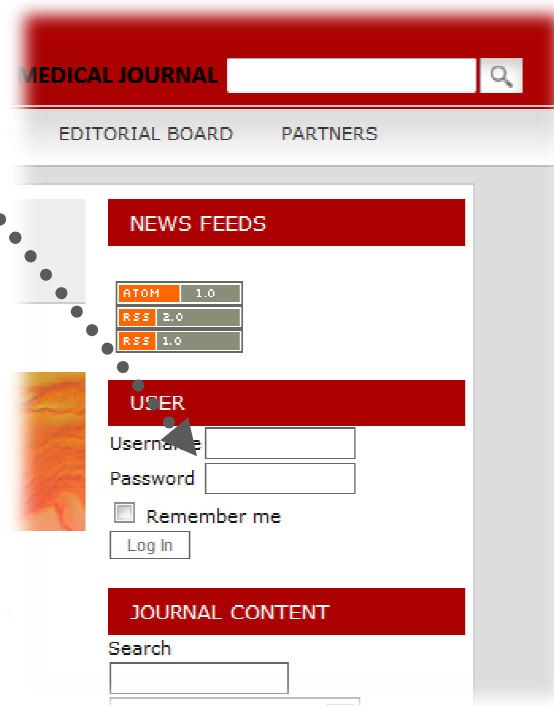 MEDICAL JOURNAL
EDITORIAL BOARD PARTNERS
NEWS FEEDS
ATOM 1.0
RSS 2.0
RSS 1.0
USER
Username
Password
Remember me
Log In
JOURNAL CONTENT
Search